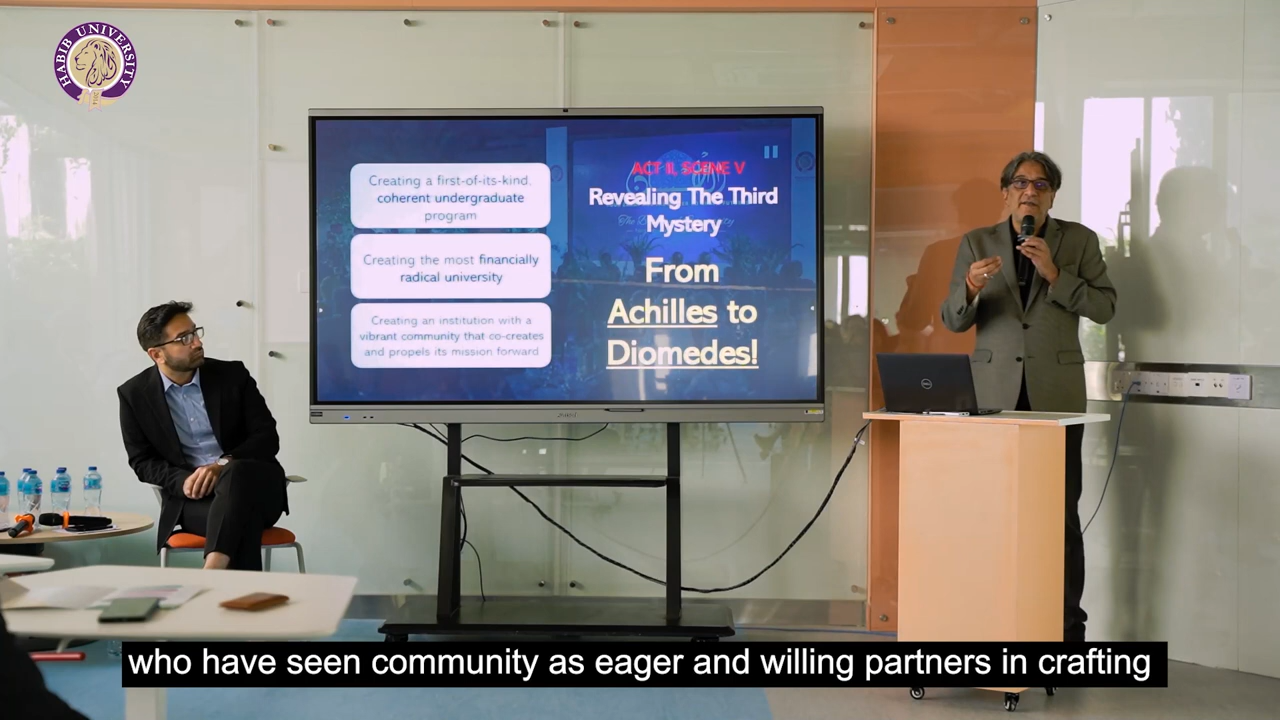 HABIB UNIVERSITY
Creating a first-of-its-kind,
coherent undergraduate
program
Creating the most financially
radical university
Creating an institution with a
vibrant community that co-creates
and propels its mission forward
ACT II, SCENE V
Revealing The Third
Mystery
From
Achilles to
Diomedes!
DELL
who have seen community as eager and willing partners in crafting